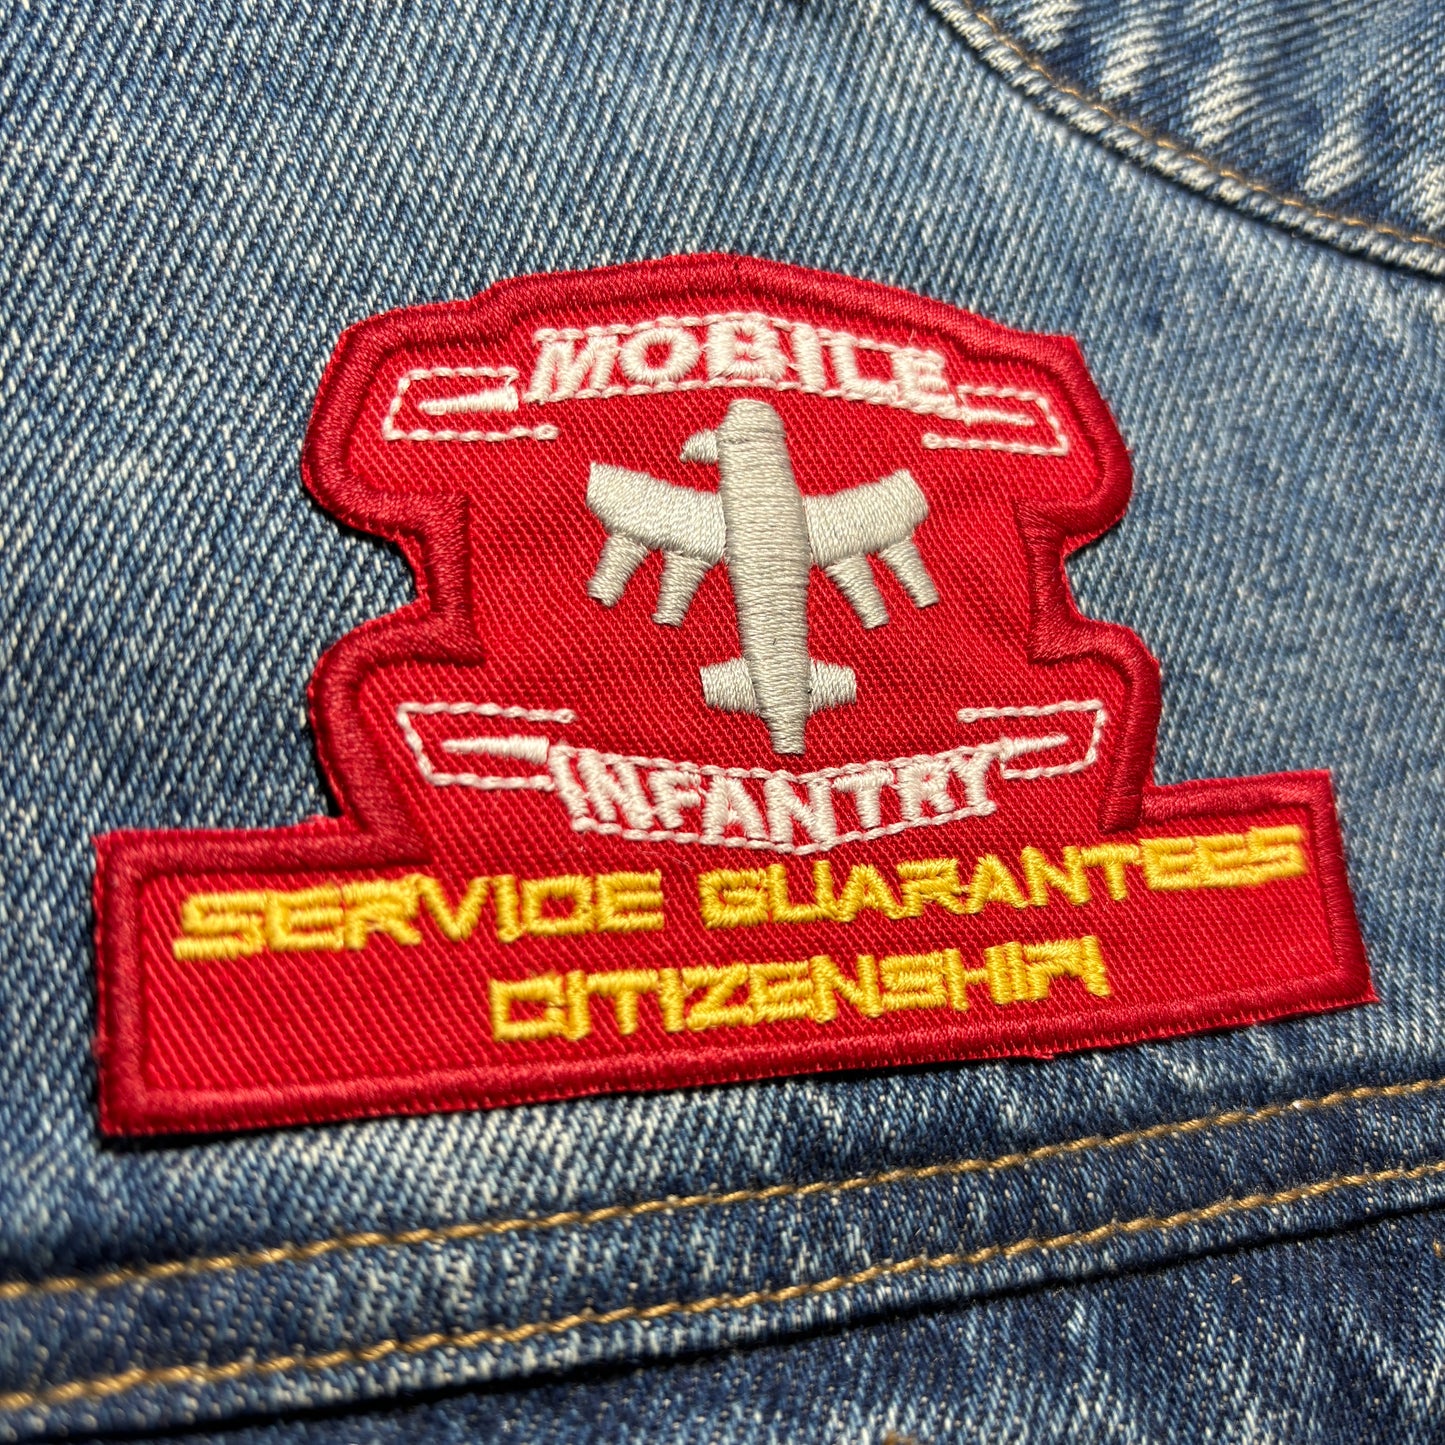 MOBILE
INFANTRY
SERVICE GUARANTEES
CITIZENSHIP